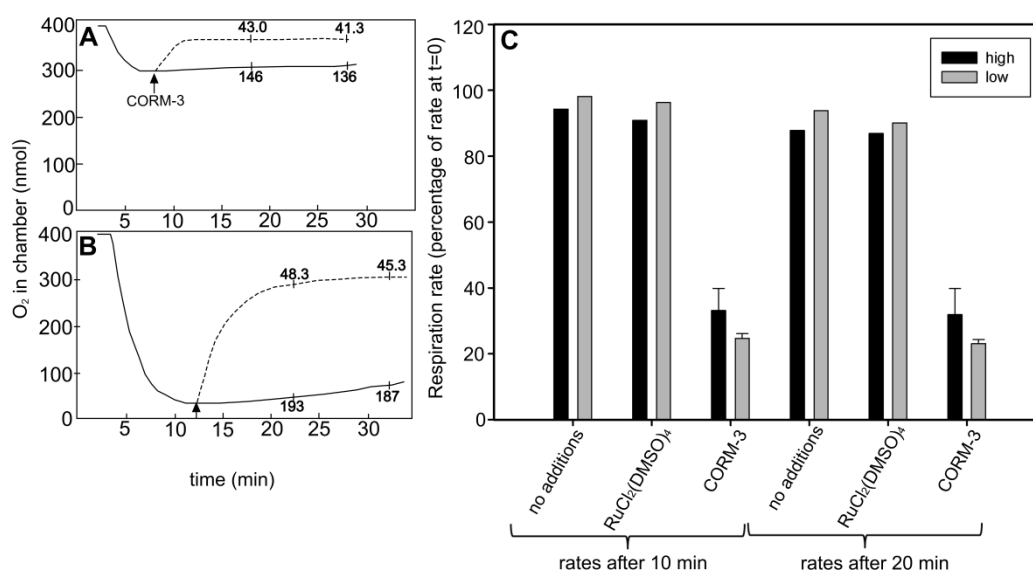 A
400
300
200
100
0
43.0
41.3
146
136
CORM-3
5
10
15
20
25
30
B
400
300
200
100
0
48.3
45.3
193
187
5
10
15
20
25
30
O₂ in chamber (nmol)
time (min)
C
high
low
Respiration rate (percentage of rate at t=0)
120
100
80
60
40
20
0
no additions
RuCl₂(DMSO)₄
CORM-3
no additions
RuCl₂(DMSO)₄
CORM-3
rates after 10 min
rates after 20 min